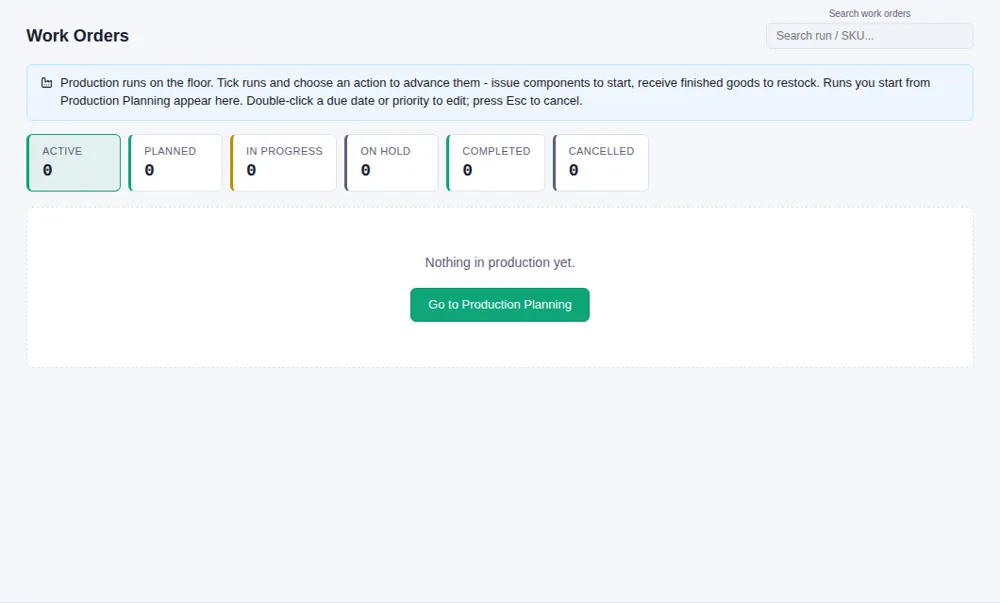 Work Orders
Search work orders
Search run / SKU...
Production runs on the floor. Tick runs and choose an action to advance them - issue components to start, receive finished goods to restock. Runs you start from
Production Planning appear here. Double-click a due date or priority to edit; press Esc to cancel.
ACTIVE
0
PLANNED
0
IN PROGRESS
0
ON HOLD
0
COMPLETED
0
CANCELLED
0
Nothing in production yet.
Go to Production Planning